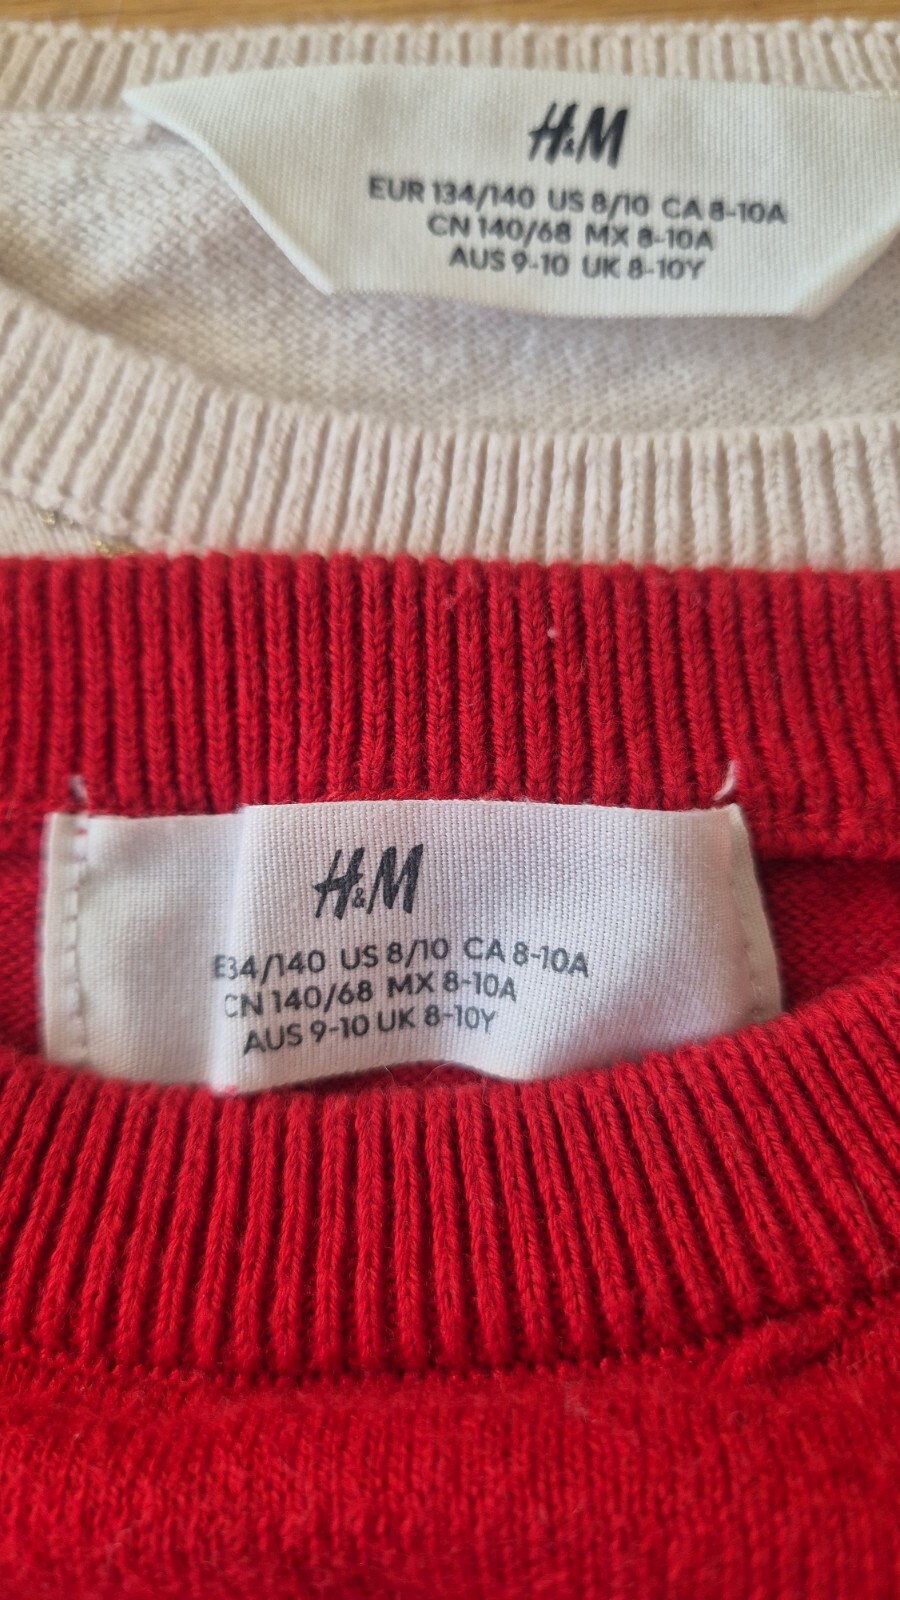 H&M
EUR 134/140 US 8/10 CA 8-10A
CN 140/68 MX 8-10A
AUS 9-10 UK 8-10Y
H&M
E34/140 US 8/10 CA 8-10A
CN 140/68 MX 8-10A
AUS 9-10 UK 8-10Y